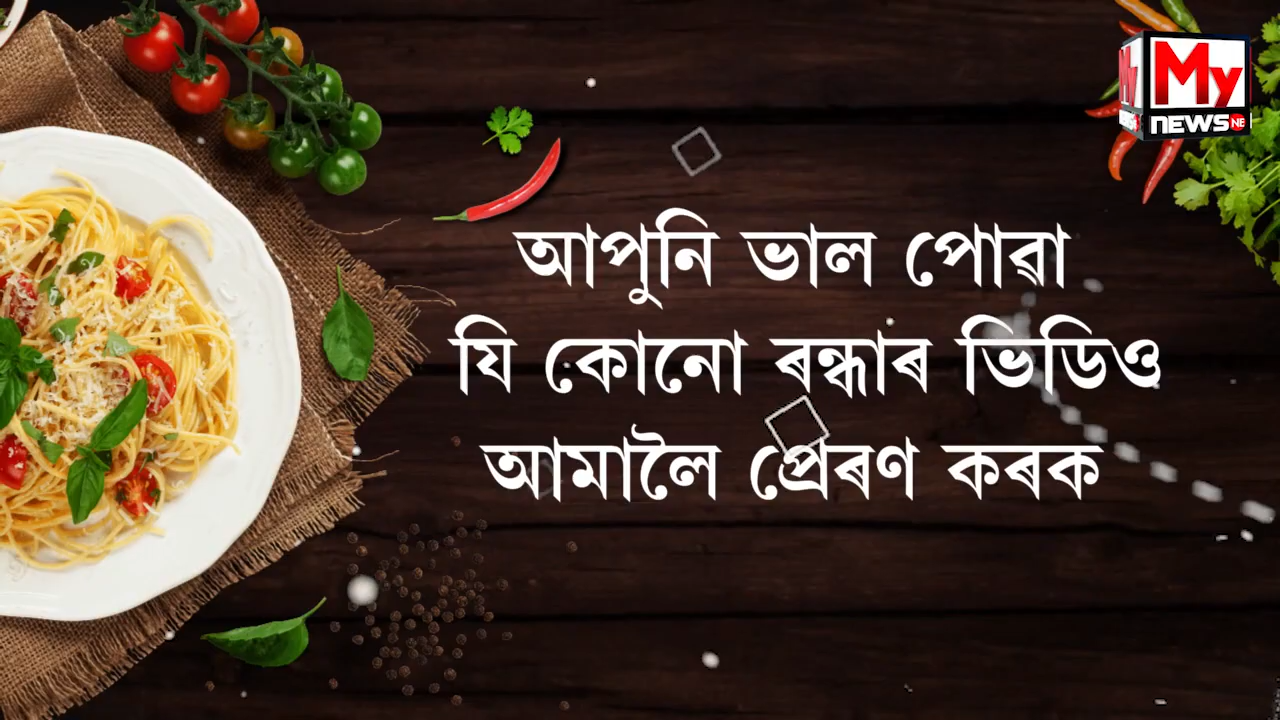 My
NEWS NE
আপুনি ভাল পোৱা
যি কোনো ৰন্ধাৰ ভিডিও
আমালৈ প্ৰেৰণ কৰক